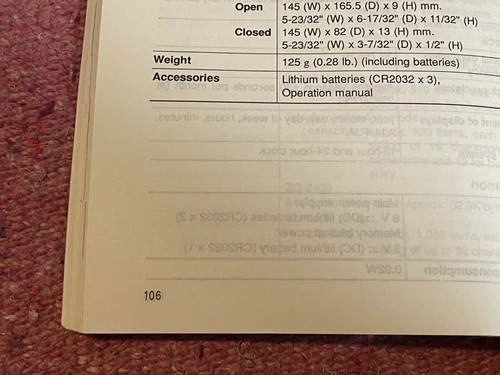 Open 145 (W) x 165.5 (D) x 9 (H) mm.
5-23/32" (W) x 6-17/32" (D) x 11/32" (H)
Closed 145 (W) x 82 (D) x 13 (H) mm.
5-23/32" (W) x 3-7/32" (D) x 1/2" (H)
Weight 125 g (0.28 lb.) (including batteries)
Accessories Lithium batteries (CR2032 x 3),
Operation manual
106